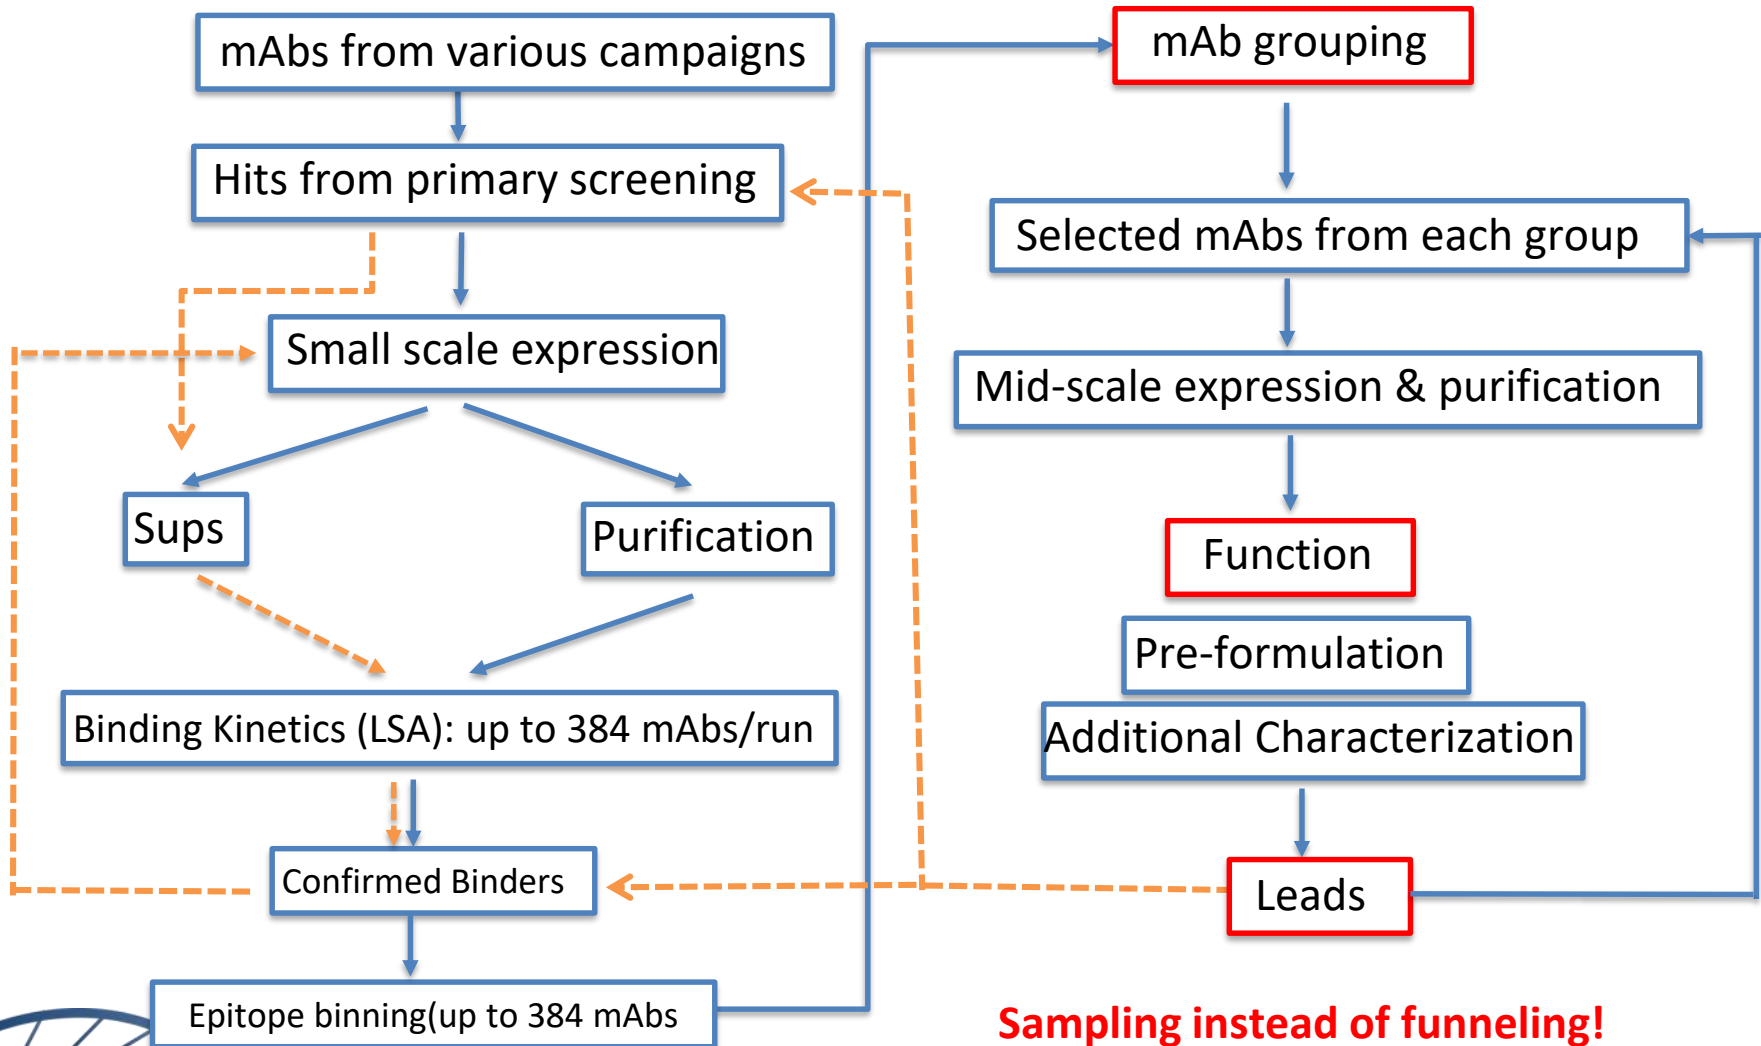 mAbs from various campaigns
Hits from primary screening
Small scale expression
Sups
Purification
Binding Kinetics (LSA): up to 384 mAbs/run
Confirmed Binders
Epitope binning(up to 384 mAbs
mAb grouping
Selected mAbs from each group
Mid-scale expression & purification
Function
Pre-formulation
Additional Characterization
Leads
Sampling instead of funneling!